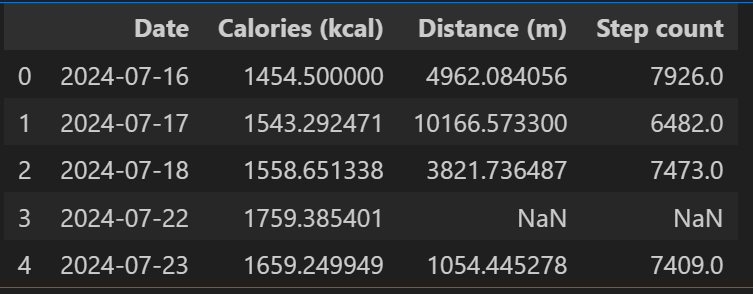 Date Calories (kcal) Distance (m) Step count
0 2024-07-16 1454.500000 4962.084056 7926.0
1 2024-07-17 1543.292471 10166.573300 6482.0
2 2024-07-18 1558.651338 3821.736487 7473.0
3 2024-07-22 1759.385401 NaN NaN
4 2024-07-23 1659.249949 1054.445278 7409.0